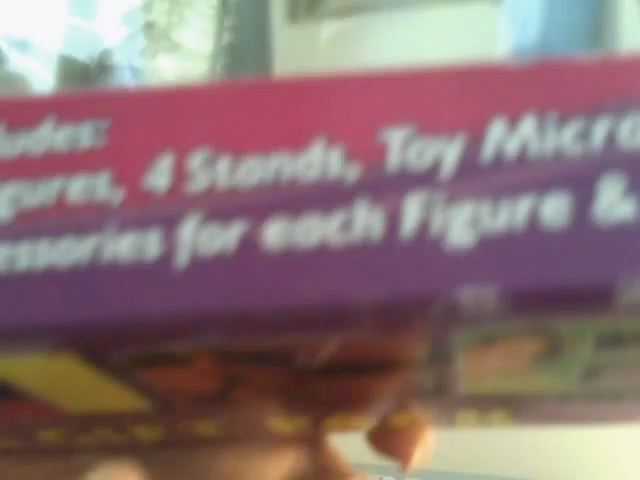 ludes:
gures, 4 Stands, Toy Micro
essories for each Figure &